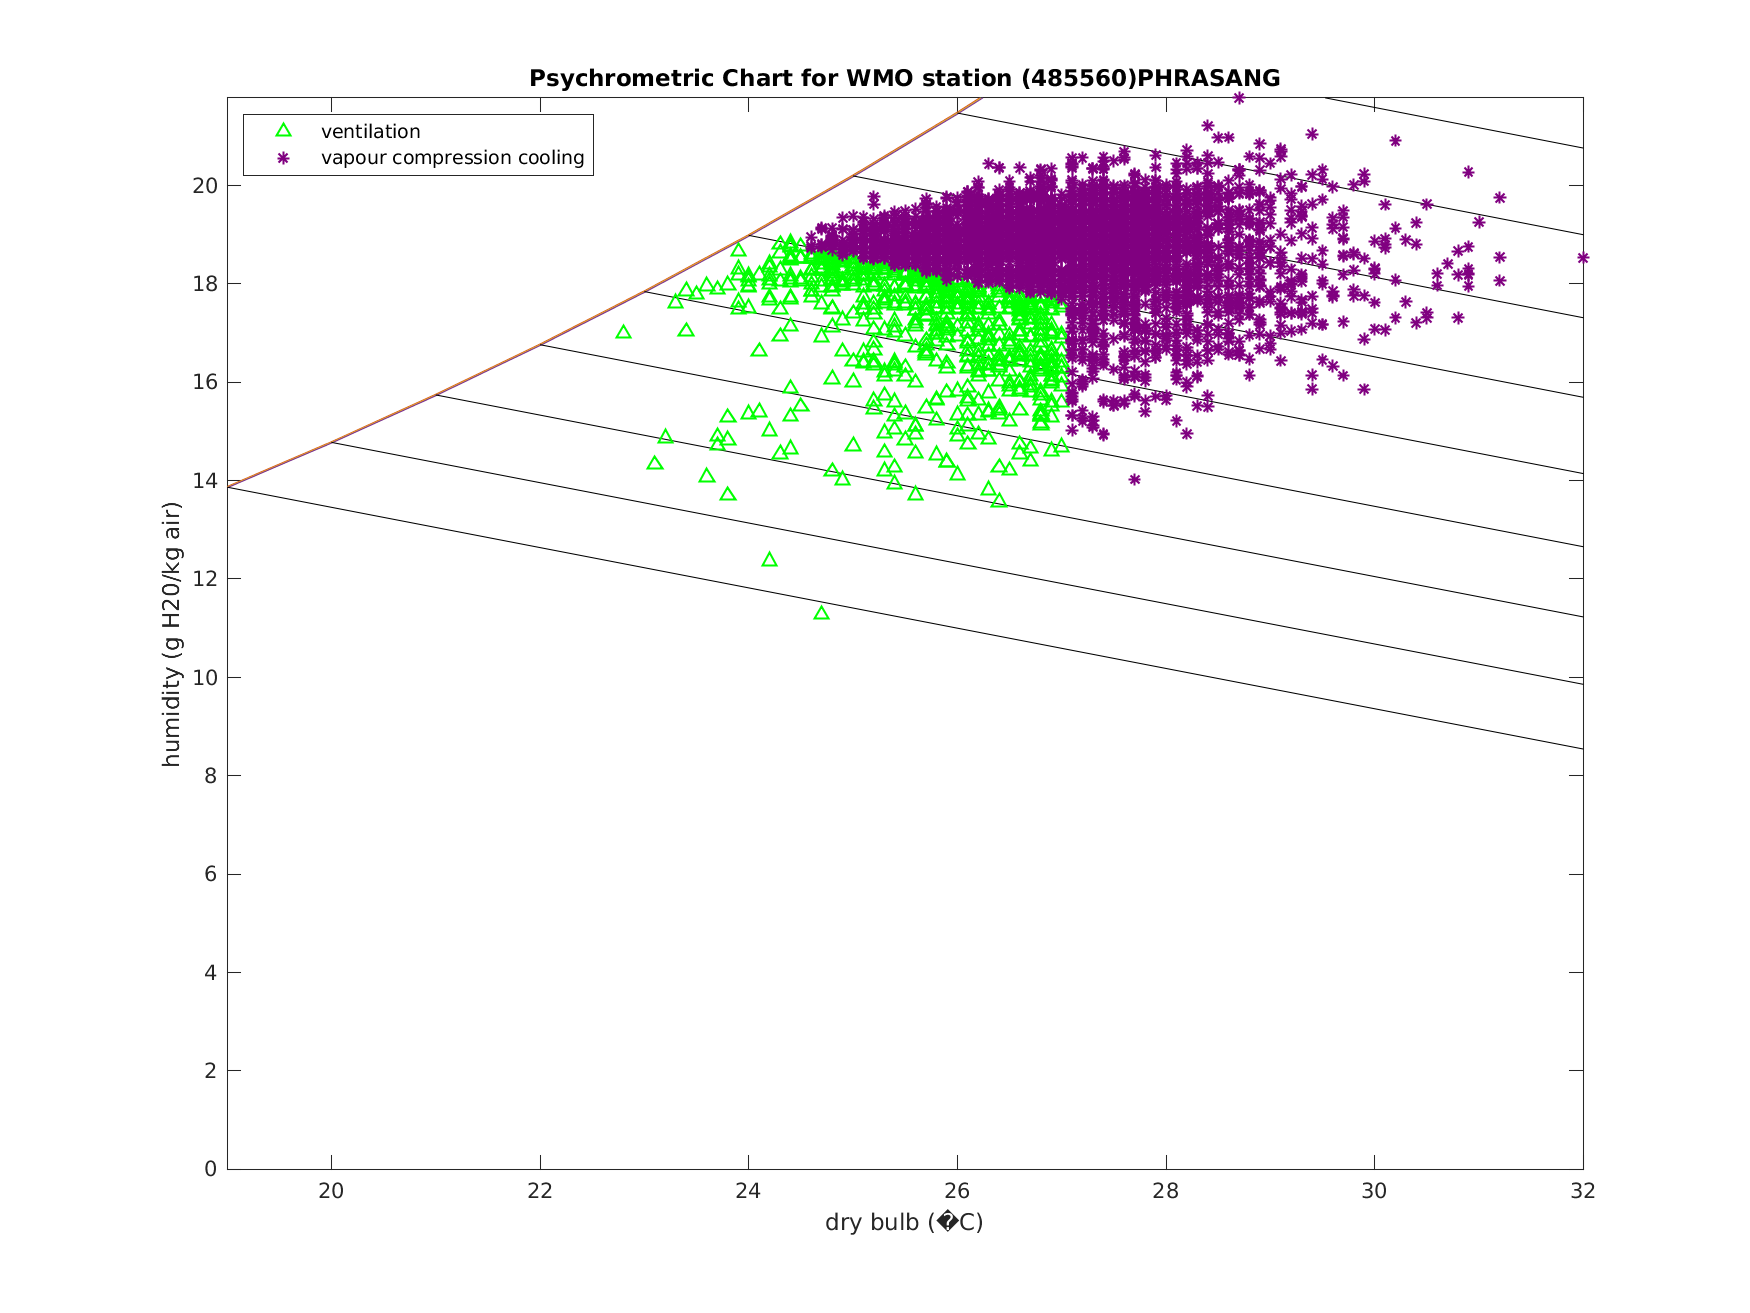 Psychrometric Chart for WMO station (485560)PHRASANG
ventilation
vapour compression cooling
humidity (g H20/kg air)
20
18
16
14
12
10
8
6
4
2
0
20 22 24 26 28 30 32
dry bulb (�C)